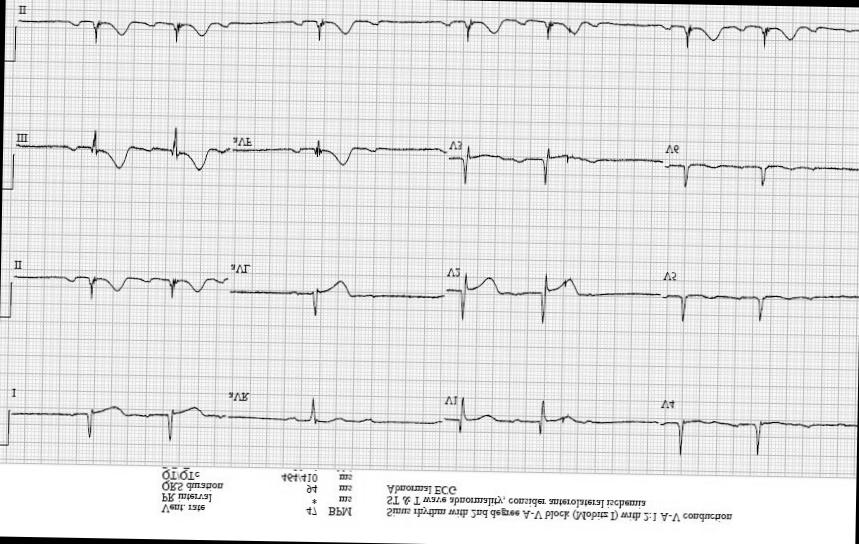 Vent. rate 47 BPM Sinus rhythm with 2nd degree A-V block (Mobitz I) with 2:1 A-V conduction
PR interval * ms ST & T wave abnormality, consider anterolateral ischemia
QRS duration 94 ms Abnormal ECG
QT/QTc 464/410 ms
I aVR V1 V4
II aVL V2 V5
III aVF V3 V6
II